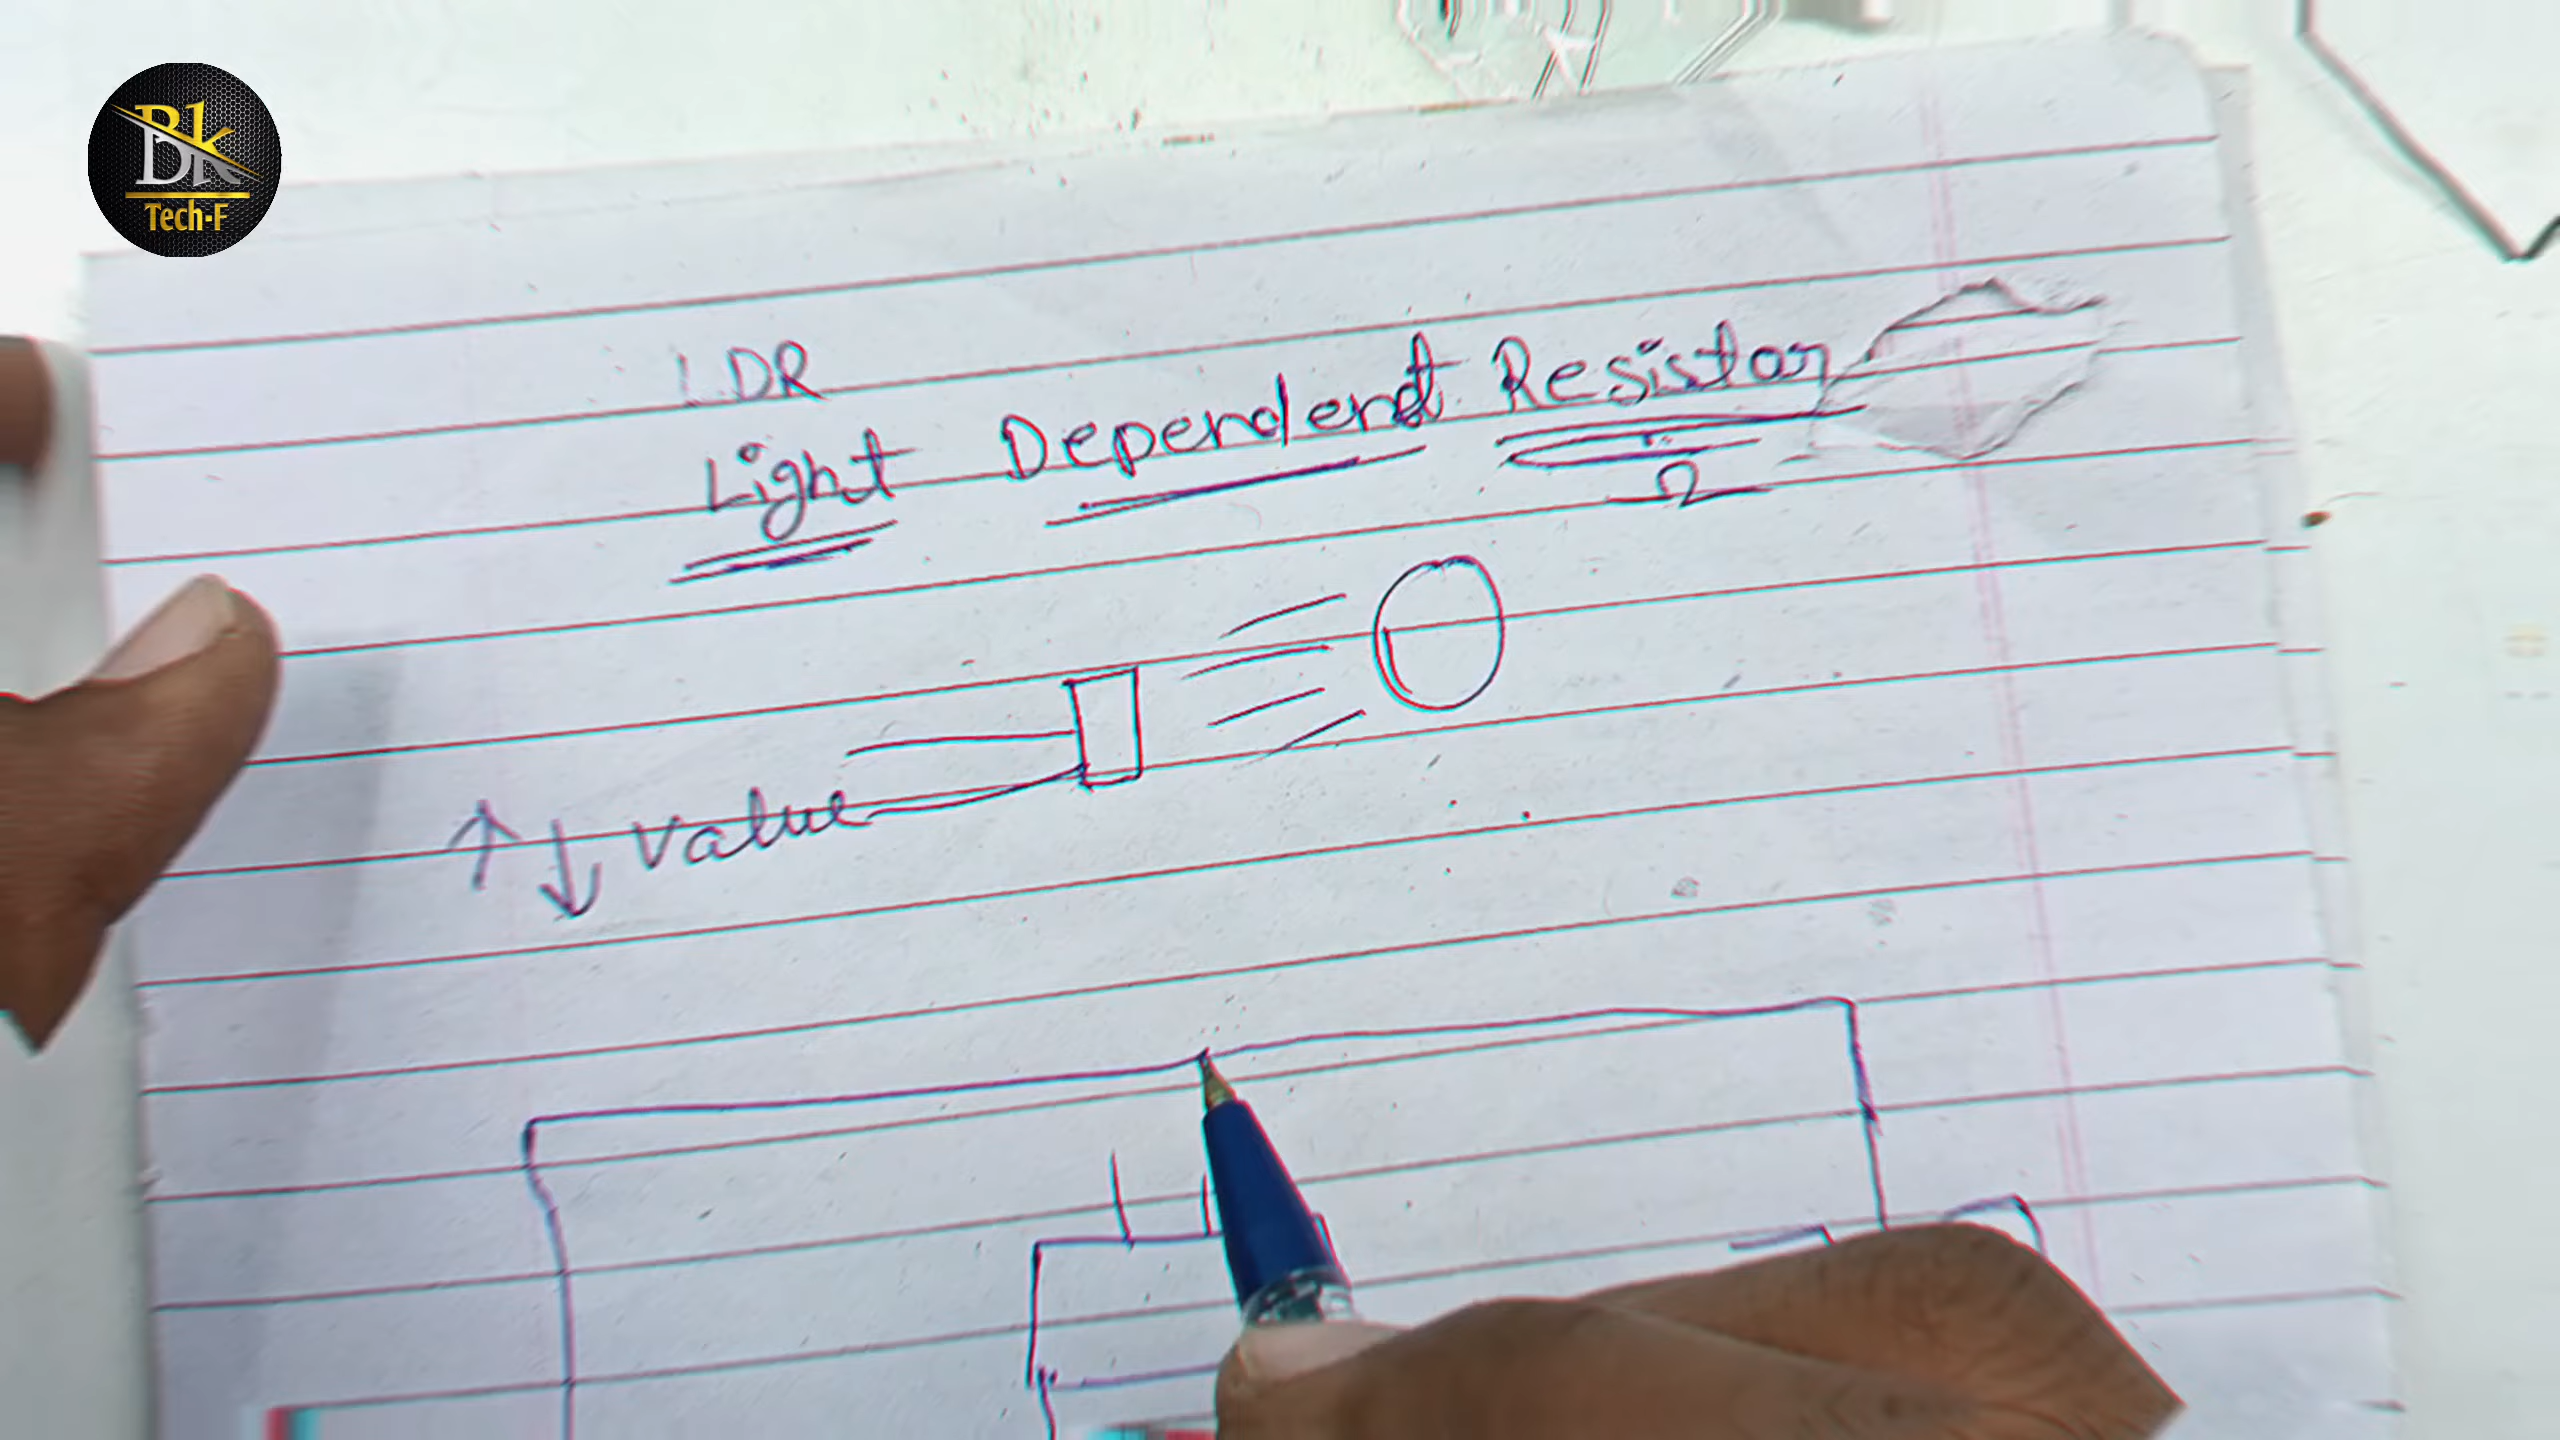 Bk
Tech-F
LDR
Light Dependent Resistor
Ω
↑ ↓ value